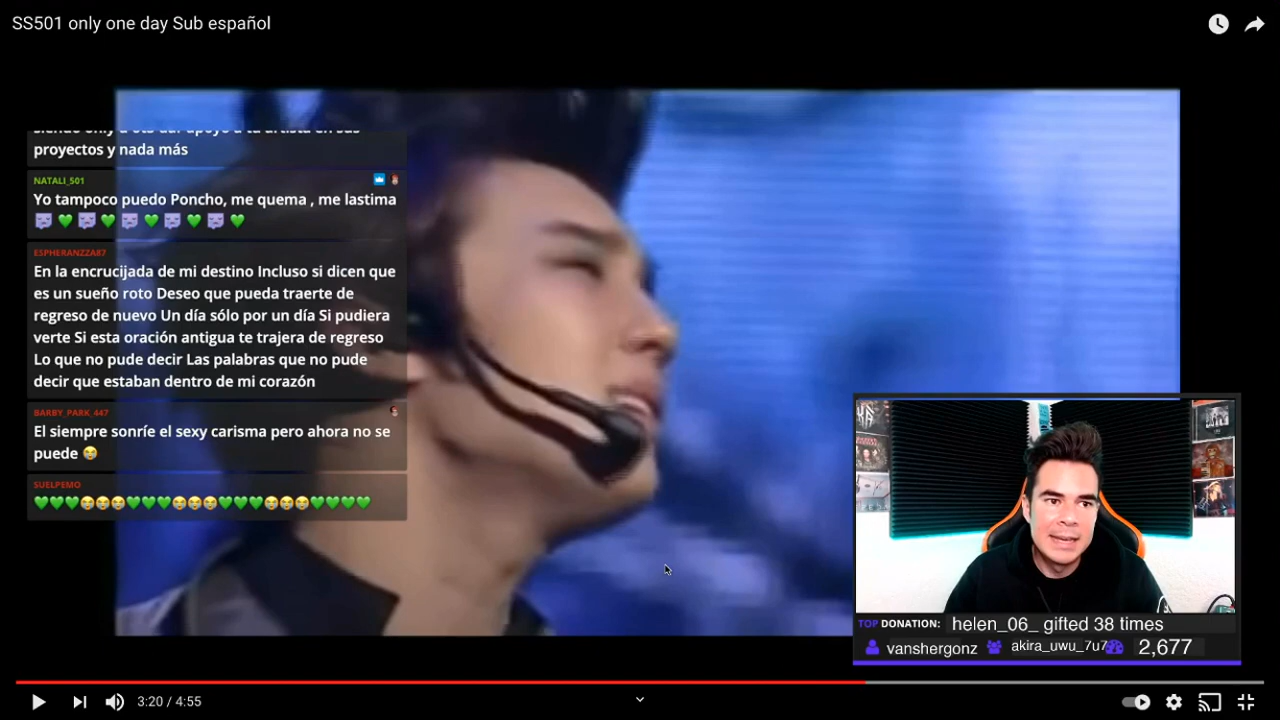 SS501 only one day Sub español
proyectos y nada más
NATALI_501
Yo tampoco puedo Poncho, me quema , me lastima
ESPHERANZZA87
En la encrucijada de mi destino Incluso si dicen que
es un sueño roto Deseo que pueda traerte de
regreso de nuevo Un día sólo por un día Si pudiera
verte Si esta oración antigua te trajera de regreso
Lo que no pude decir Las palabras que no pude
decir que estaban dentro de mi corazón
BARBY_PARK_447
El siempre sonríe el sexy carisma pero ahora no se
puede
SUELPEMO
TOP DONATION: helen_06_ gifted 38 times
vanshergonz akira_uwu_7u7 2,677
3:20 / 4:55